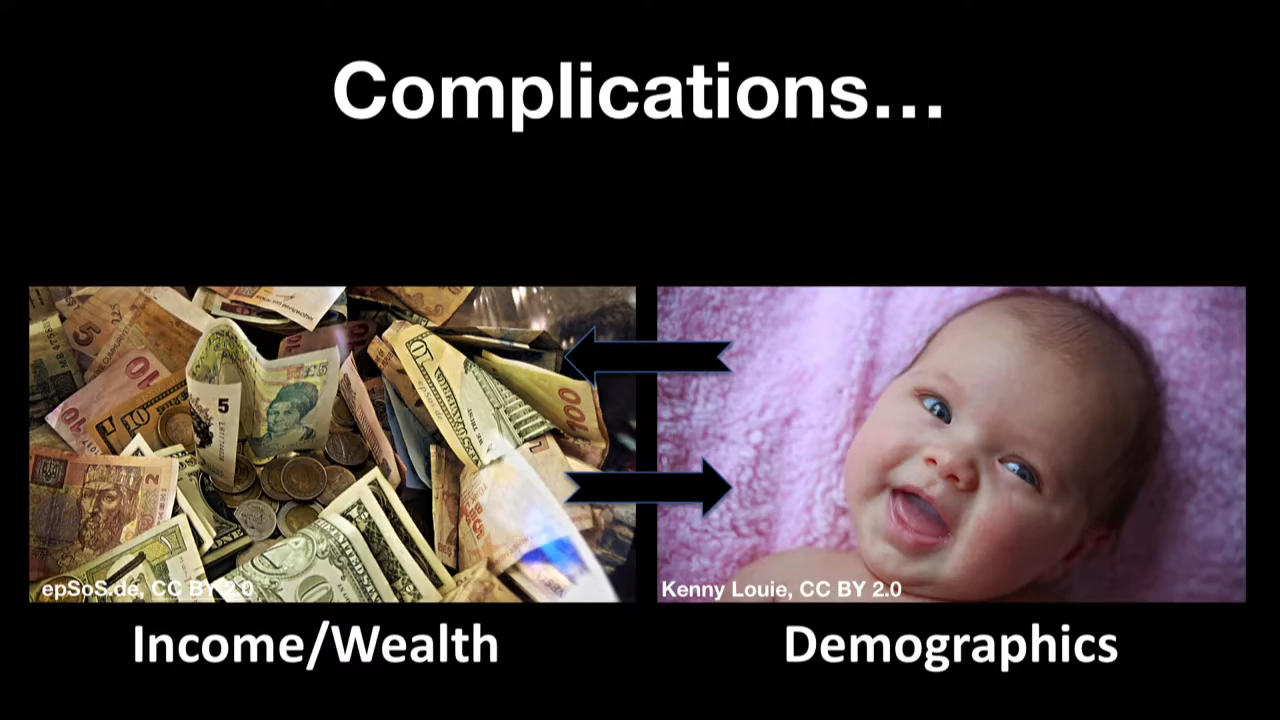 Complications...
epSoS.de, CC BY 2.0
Kenny Louie, CC BY 2.0
Income/Wealth
Demographics